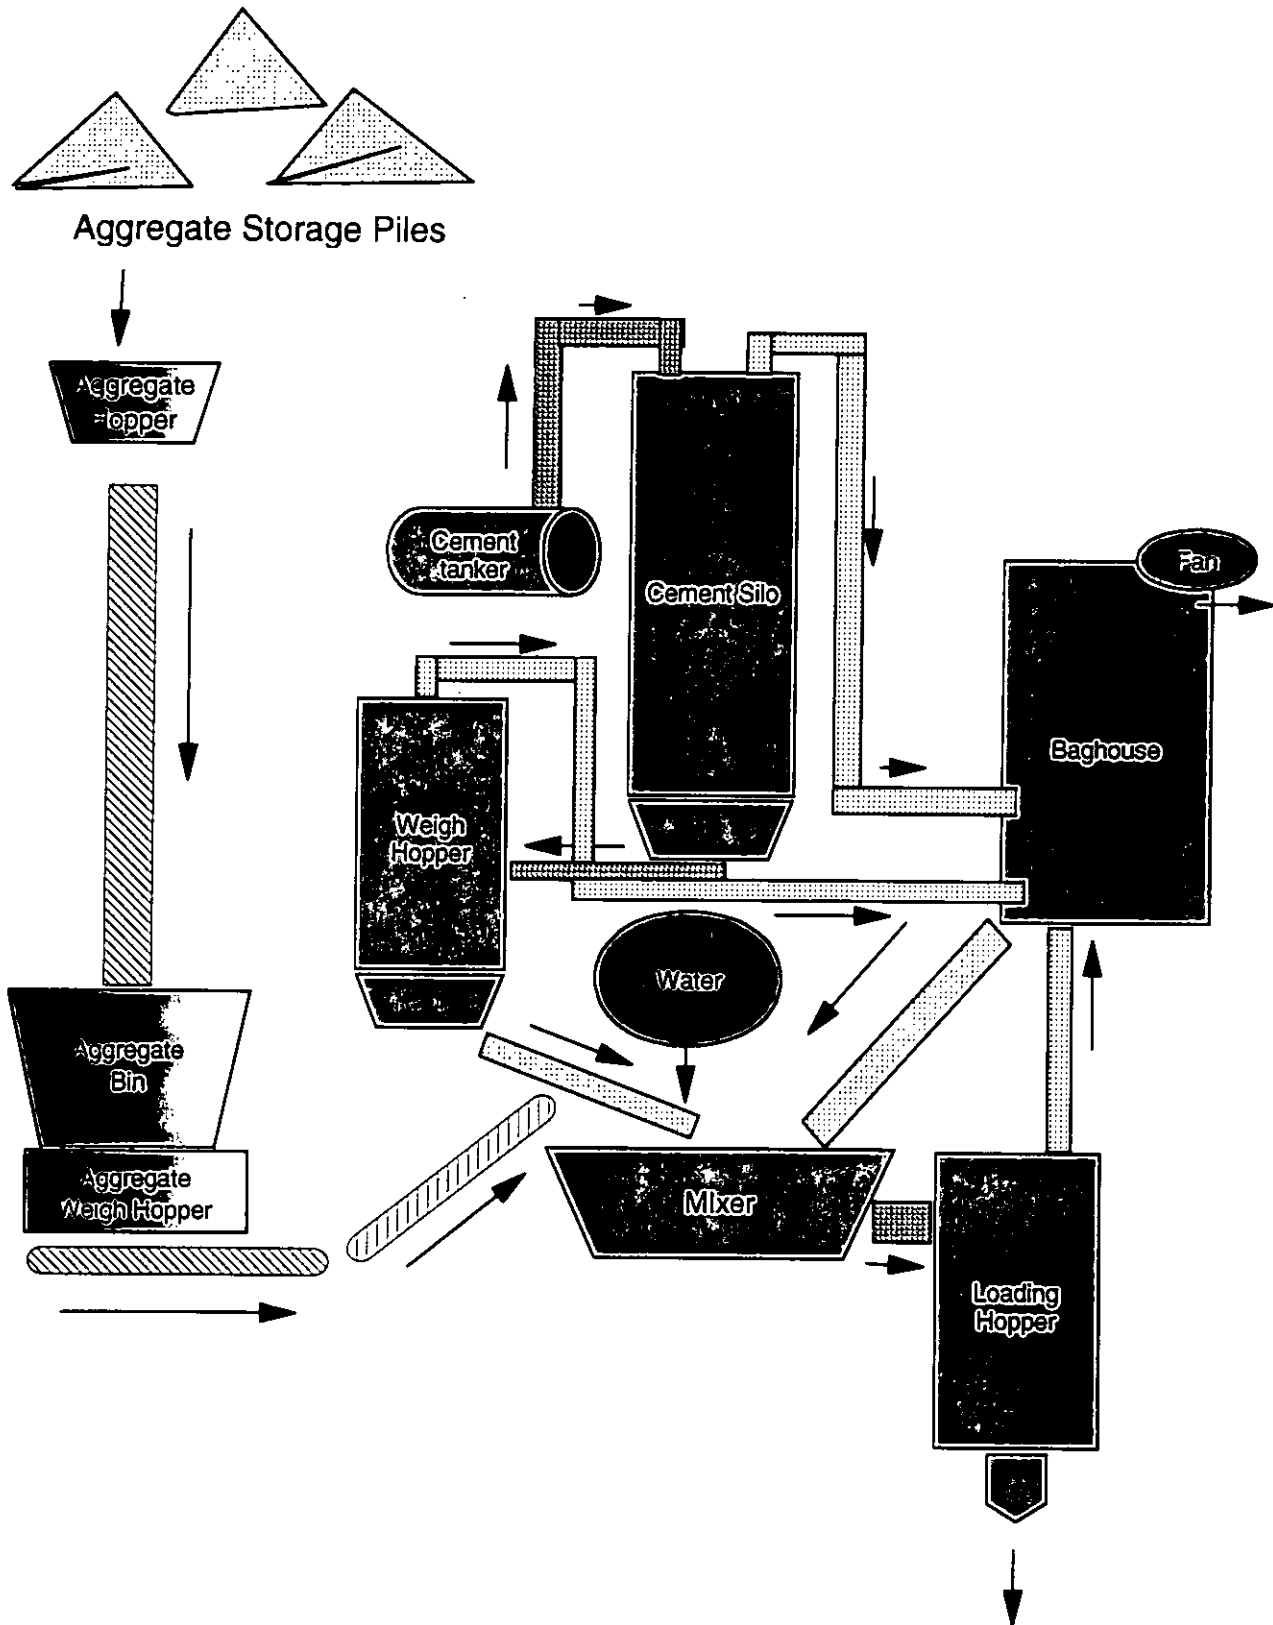 Aggregate Storage Piles
Aggregate
Hopper
Cement
tanker
Cement Silo
Fan
Baghouse
Weigh
Hopper
Water
Aggregate
Bin
Aggregate
Weigh Hopper
Mixer
Loading
Hopper